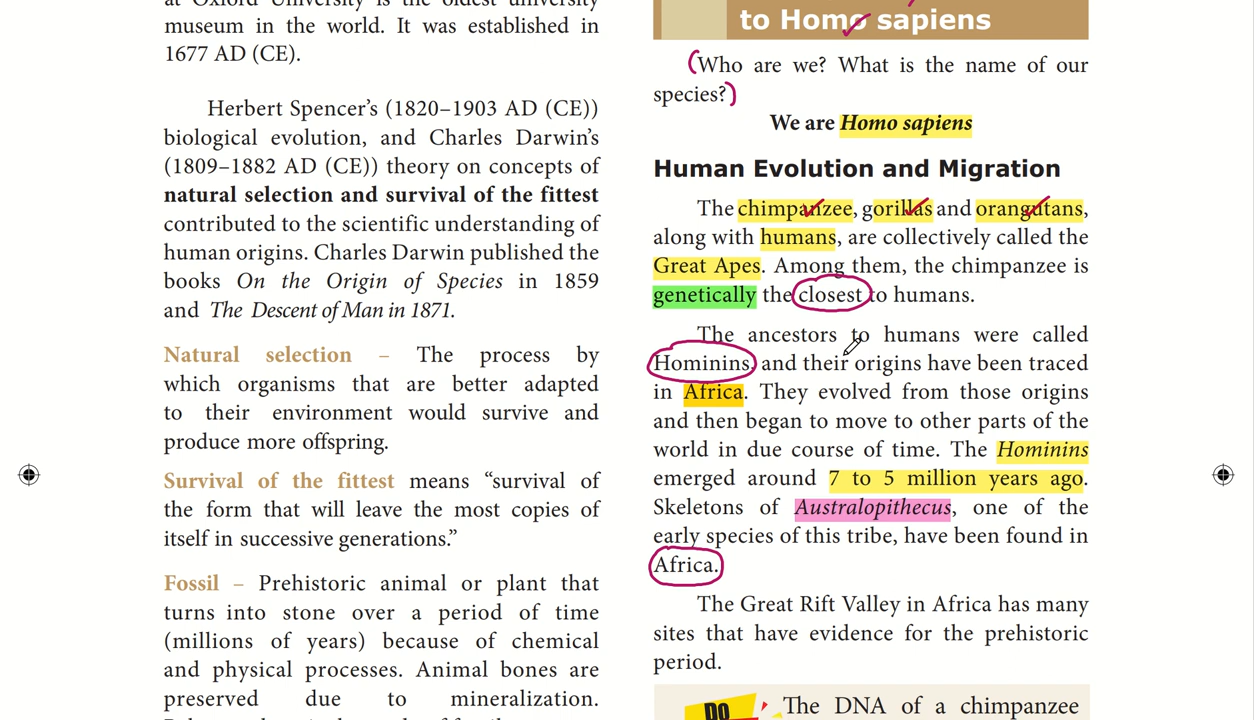 at Oxford University is the oldest university
museum in the world. It was established in
1677 AD (CE).
Herbert Spencer's (1820–1903 AD (CE))
biological evolution, and Charles Darwin's
(1809–1882 AD (CE)) theory on concepts of
natural selection and survival of the fittest
contributed to the scientific understanding of
human origins. Charles Darwin published the
books On the Origin of Species in 1859
and The Descent of Man in 1871.
Natural selection – The process by
which organisms that are better adapted
to their environment would survive and
produce more offspring.
Survival of the fittest means “survival of
the form that will leave the most copies of
itself in successive generations.”
Fossil – Prehistoric animal or plant that
turns into stone over a period of time
(millions of years) because of chemical
and physical processes. Animal bones are
preserved due to mineralization.
to Homo sapiens
Who are we? What is the name of our
species?
We are Homo sapiens
Human Evolution and Migration
The chimpanzee, gorillas and orangutans,
along with humans, are collectively called the
Great Apes. Among them, the chimpanzee is
genetically the closest to humans.
The ancestors to humans were called
Hominins, and their origins have been traced
in Africa. They evolved from those origins
and then began to move to other parts of the
world in due course of time. The Hominins
emerged around 7 to 5 million years ago.
Skeletons of Australopithecus, one of the
early species of this tribe, have been found in
Africa.
The Great Rift Valley in Africa has many
sites that have evidence for the prehistoric
period.
DO
The DNA of a chimpanzee